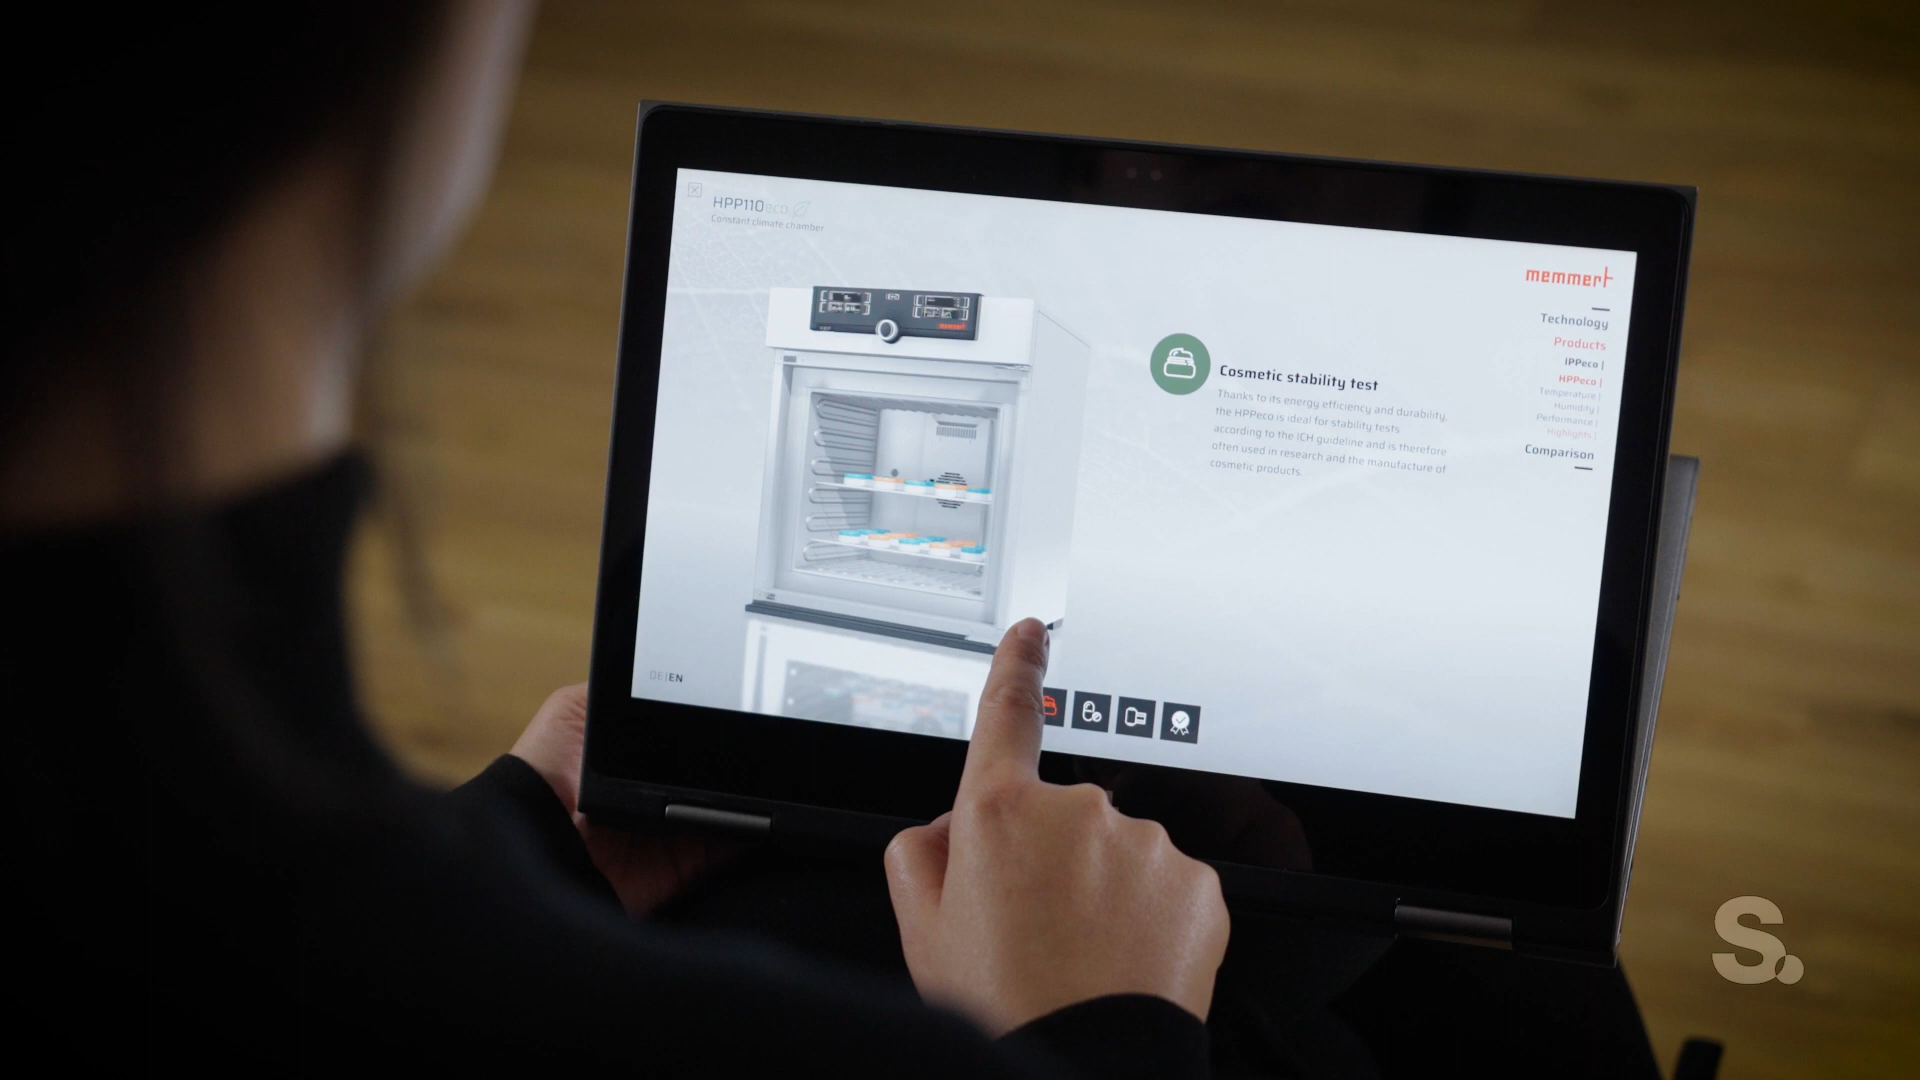 HPP110eco
Constant climate chamber
memmert
Technology
Products
IPPeco |
HPPeco |
Temperature |
Humidity |
Performance |
Highlights |
Comparison
Cosmetic stability test
Thanks to its energy efficiency and durability,
the HPPeco is ideal for stability tests
according to the ICH guideline and is therefore
often used in research and the manufacture of
cosmetic products.
DE|EN
S.